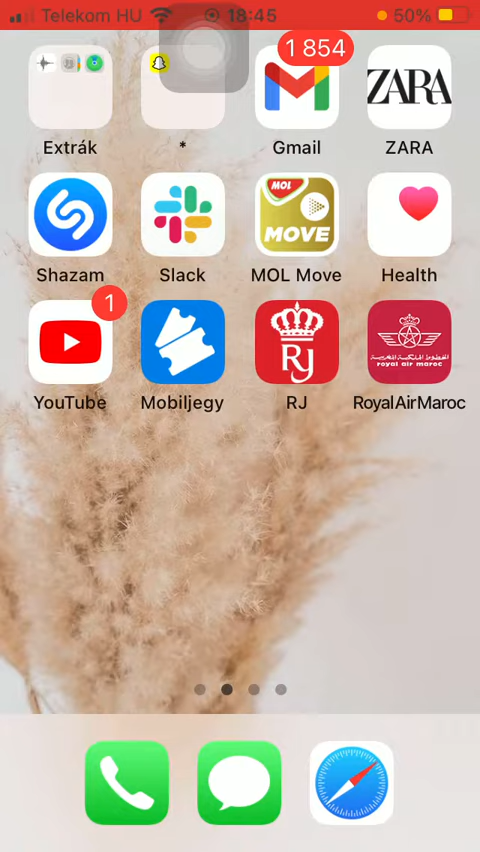 Telekom HU 18:45 50%
1 854
ZARA
Extrák * Gmail ZARA
MOL
MOVE
Shazam Slack MOL Move Health
1
RJ
royal air maroc
YouTube Mobiljegy RJ RoyalAirMaroc